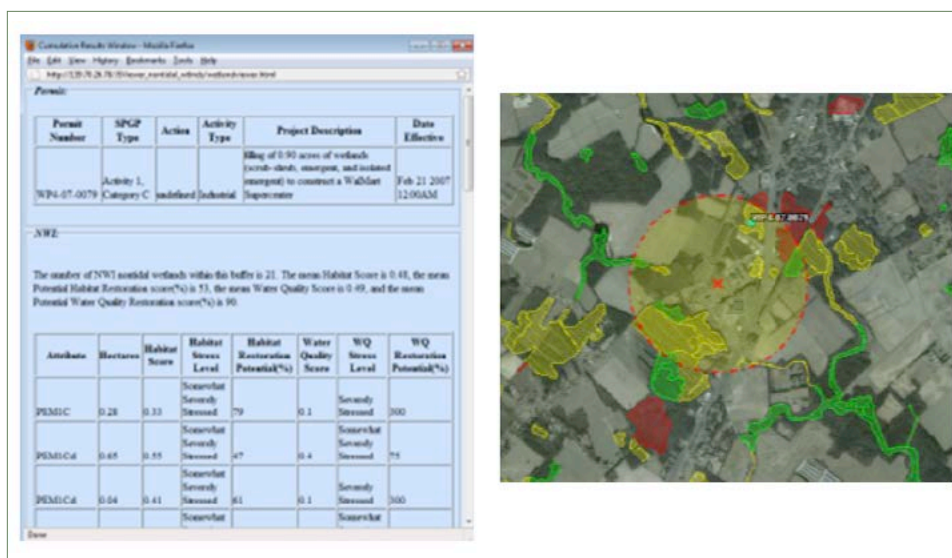 Cumulative Results Window - Mozilla Firefox
File Edit View History Bookmarks Tools Help
Permit:
Permit Number
SPGP Type
Action
Activity Type
Project Description
Date Effective
WP4-07-0079
Activity 1, Category C
undefined
Industrial
filling of 0.90 acres of wetlands
(scrub-shrub, emergent, and isolated
emergent) to construct a WalMart
Supercenter
Feb 21 2007
12:00AM
NWI:
The number of NWI nontidal wetlands within this buffer is 21. The mean Habitat Score is 0.48, the mean
Potential Habitat Restoration score(%) is 53, the mean Water Quality Score is 0.49, and the mean
Potential Water Quality Restoration score(%) is 90.
Attribute
Hectares
Habitat Score
Habitat Stress Level
Habitat Restoration Potential(%)
Water Quality Score
WQ Stress Level
WQ Restoration Potential(%)
PEM1C 0.28 0.33 Somewhat Severely Stressed 79 0.1 Severely Stressed 300
PEM1Cd 0.65 0.55 Somewhat Severely Stressed 47 0.4 Somewhat Severely Stressed 75
PEM1Cd 0.04 0.41 Somewhat Severely Stressed 61 0.1 Severely Stressed 300
Somewhat Somewhat
Done
WP4-07-0079